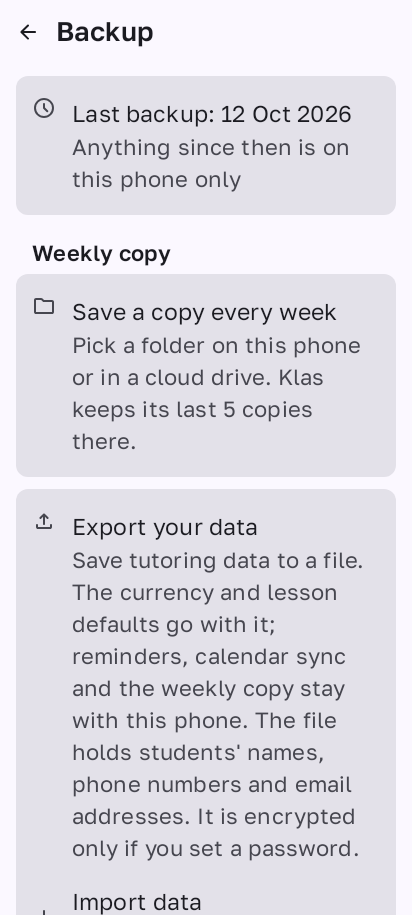 Backup
Last backup: 12 Oct 2026
Anything since then is on
this phone only
Weekly copy
Save a copy every week
Pick a folder on this phone
or in a cloud drive. Klas
keeps its last 5 copies
there.
Export your data
Save tutoring data to a file.
The currency and lesson
defaults go with it;
reminders, calendar sync
and the weekly copy stay
with this phone. The file
holds students' names,
phone numbers and email
addresses. It is encrypted
only if you set a password.
Import data